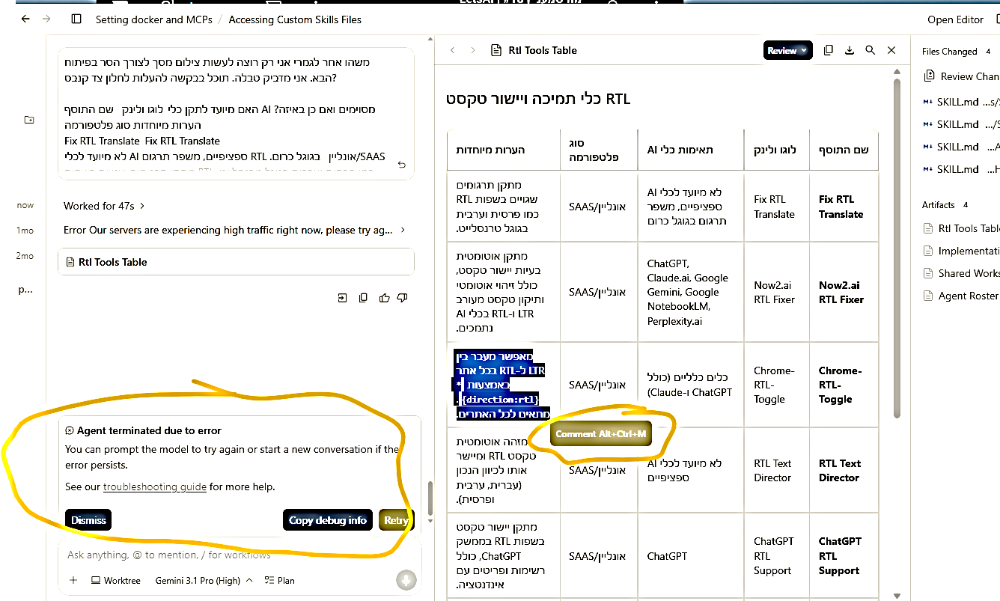 Setting docker and MCPs / Accessing Custom Skills Files
Open Editor
משהו אחר לגמרי אני רק רוצה לעשות צילום מסך לצורך הסר בפיתוח
הבא. אני מדביק טבלה. תוכל בבקשה להעלות לחלון צד קנבס?
מסוימים ואם כן באיזה? AI האם מיועד לתקן כלי לוגו ולינק שם התוסף
הערות מיוחדות סוג פלטפורמה
Fix RTL Translate Fix RTL Translate
אונליין/SAAS ספציפיים, משפר תרגום AI לא מיועד לכלי RTL בגוגל כרום.
now
Worked for 47s
1mo
Error Our servers are experiencing high traffic right now, please try ag...
2mo
Rtl Tools Table
p...
Agent terminated due to error
You can prompt the model to try again or start a new conversation if the
error persists.
See our troubleshooting guide for more help.
Dismiss
Copy debug info
Retry
Ask anything, @ to mention, / for workflows
Worktree Gemini 3.1 Pro (High) Plan
Rtl Tools Table
Review
RTL כלי תמיכה ויישור טקסט
שם התוסף
לוגו ולינק
תאימות כלי AI
סוג
פלטפורמה
הערות מיוחדות
Fix RTL
Translate
Fix RTL
Translate
לא מיועד לכלי AI
ספציפיים, משפר
תרגום בגוגל כרום
אונליין/SAAS
מתקן תרגומים
שגויים בשפות RTL
כמו פרסית וערבית
בגוגל טרנסלייט.
Now2.ai
RTL Fixer
Now2.ai
RTL Fixer
ChatGPT,
Claude.ai, Google
Gemini, Google
NotebookLM,
Perplexity.ai
אונליין/SAAS
מתקן אוטומטית
בעיות יישור טקסט,
כולל זיהוי אוטומטי
ותיקון טקסט מעורב
LTR ו-RTL בכלי AI
נתמכים.
Chrome-
RTL-
Toggle
Chrome-
RTL-
Toggle
כלים כלליים (כולל
ChatGPT ו-Claude)
אונליין/SAAS
מאפשר מעבר בין
LTR ל-RTL בכל אתר
באמצעות *
{direction:rtl}.
מתאים לכל האתרים.
Comment Alt+Ctrl+M
RTL Text
Director
RTL Text
Director
לא מיועד לכלי AI
ספציפיים
אונליין/SAAS
מזהה אוטומטית
טקסט RTL ומיישר
אותו לכיוון הנכון
(עברית, ערבית
ופרסית).
ChatGPT
RTL
Support
ChatGPT
RTL
Support
ChatGPT
אונליין/SAAS
מתקן יישור טקסט
בשפות RTL בממשק
ChatGPT, כולל
רשימות ופריטים עם
אינדנטציה.
Files Changed 4
Review Chan
SKILL.md ...s/S
SKILL.md .../S
SKILL.md ...A
SKILL.md ...H
Artifacts 4
Rtl Tools Table
Implementati
Shared Works
Agent Roster